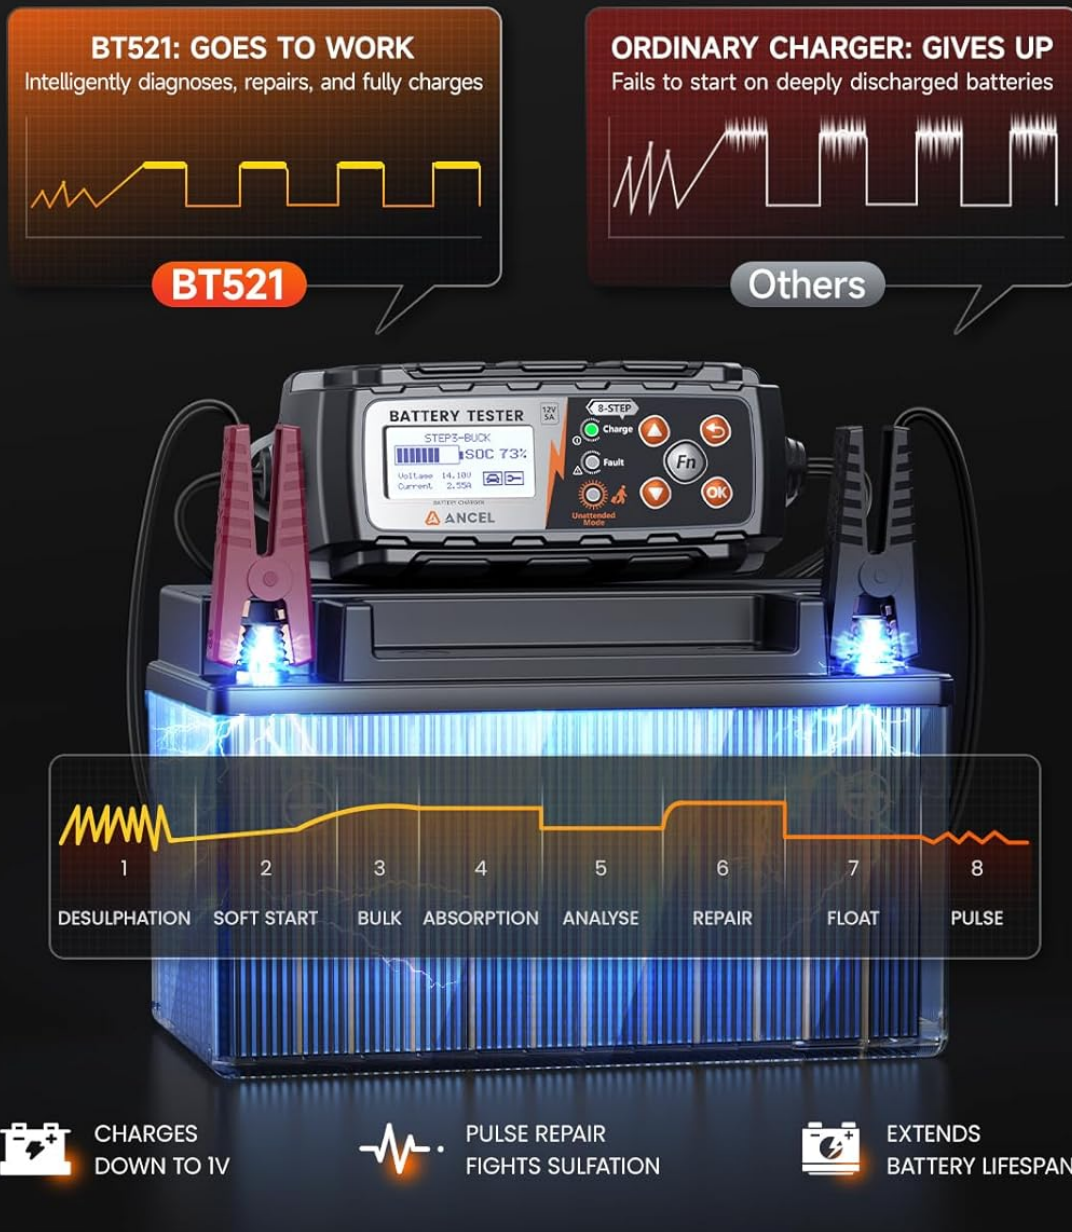 BT521: GOES TO WORK
Intelligently diagnoses, repairs, and fully charges
BT521
ORDINARY CHARGER: GIVES UP
Fails to start on deeply discharged batteries
Others
BATTERY TESTER
12V
5A
STEP3-BUCK
SOC 73%
Voltage 14.10V
Current 2.55A
BATTERY CHARGER
ANCEL
8-STEP
Charge
Fault
Unattended
Mode
Fn
OK
1
2
3
4
5
6
7
8
DESULPHATION
SOFT START
BULK
ABSORPTION
ANALYSE
REPAIR
FLOAT
PULSE
CHARGES
DOWN TO 1V
PULSE REPAIR
FIGHTS SULFATION
EXTENDS
BATTERY LIFESPAN